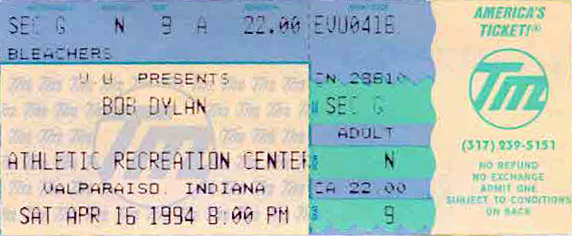 SEC G N 9 A 22.00 EVU0416
BLEACHERS
V.U. PRESENTS CN 28610
BOB DYLAN SEC G
ADULT
ATHLETIC RECREATION CENTER N
VALPARAISO, INDIANA CA 22.00
SAT APR 16 1994 8:00 PM 9
AMERICA'S
TICKET!
Tm
(317) 239-5151
NO REFUND
NO EXCHANGE
ADMIT ONE
SUBJECT TO CONDITIONS
ON BACK